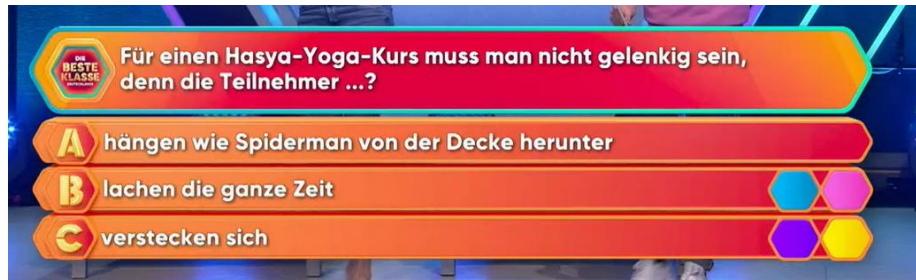 DIE
BESTE
KLASSE
DEUTSCHLANDS
Für einen Hasya-Yoga-Kurs muss man nicht gelenkig sein,
denn die Teilnehmer ...?
A hängen wie Spiderman von der Decke herunter
B lachen die ganze Zeit
C verstecken sich